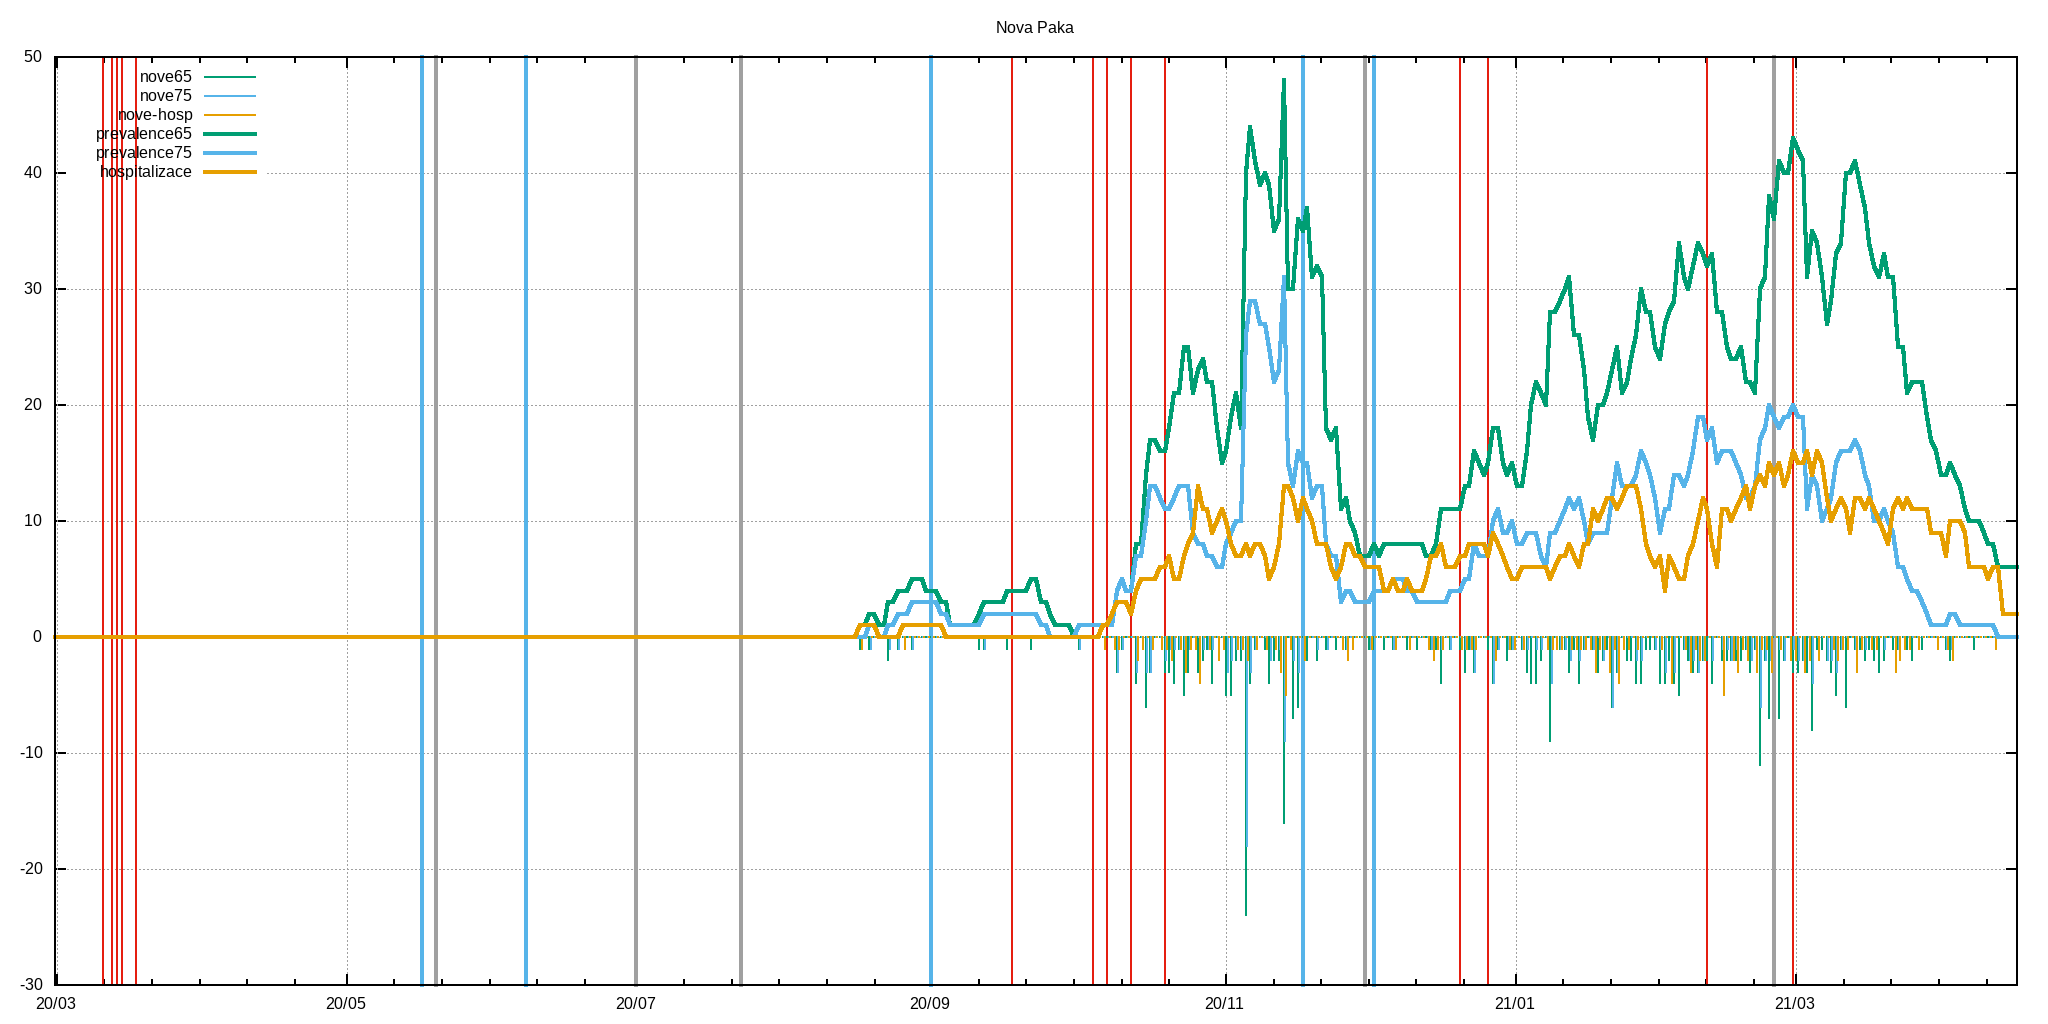 Nova Paka
50
nove65
nove75
nove-hosp
prevalence65
prevalence75
hospitalizace
40
30
20
10
0
-10
-20
-30
20/03 20/05 20/07 20/09 20/11 21/01 21/03